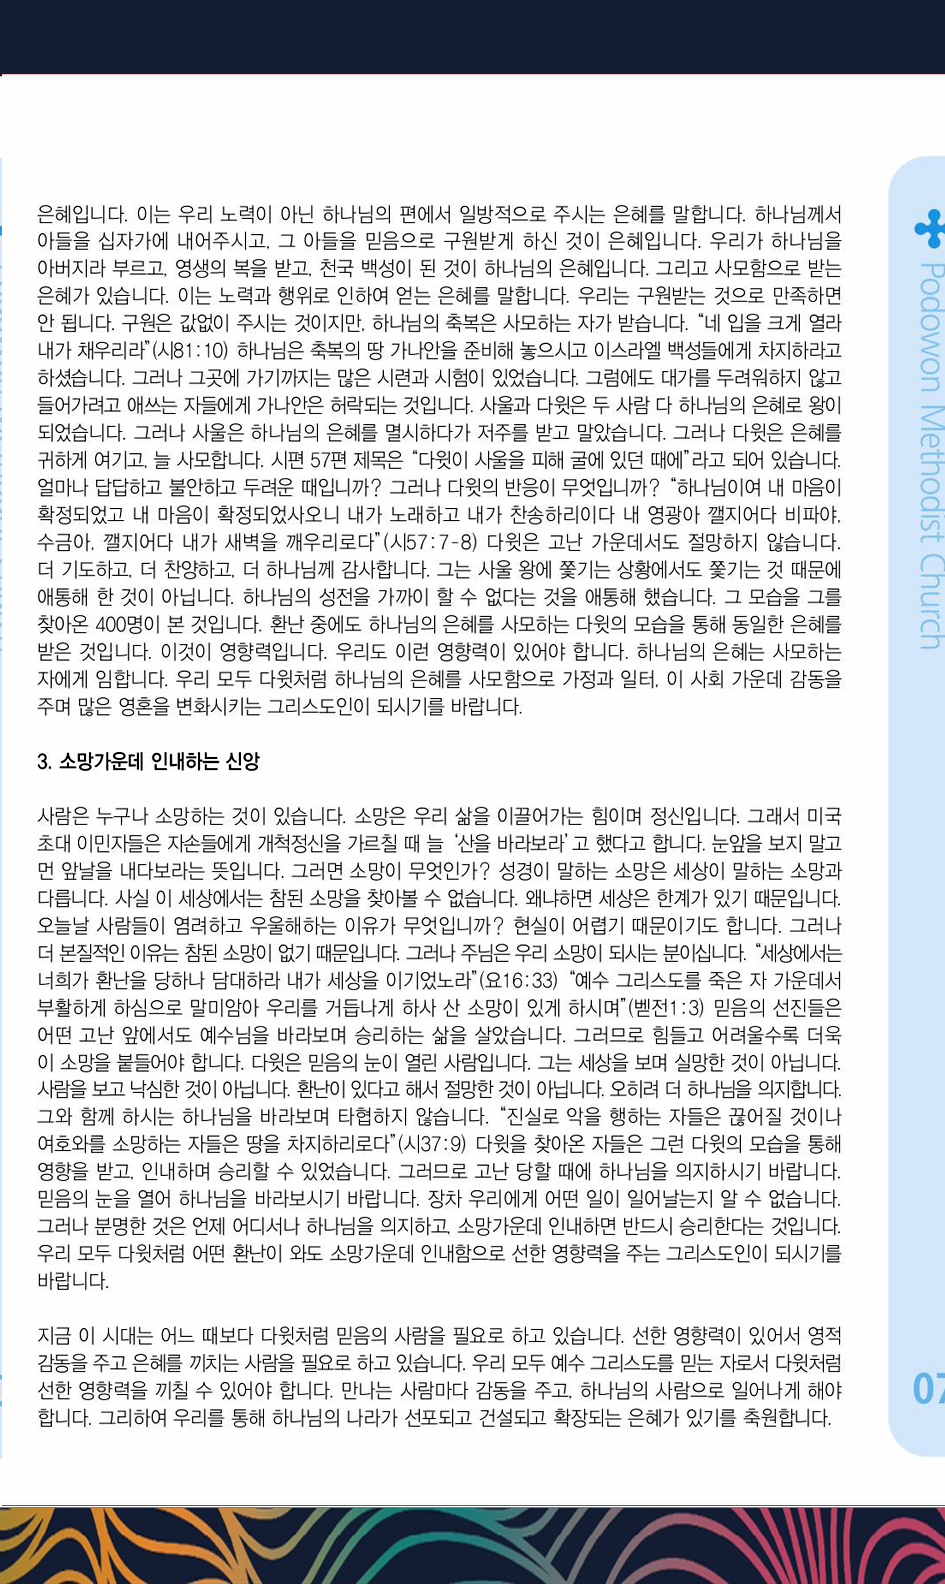 은혜입니다. 이는 우리 노력이 아닌 하나님의 편에서 일방적으로 주시는 은혜를 말합니다. 하나님께서
아들을 십자가에 내어주시고, 그 아들을 믿음으로 구원받게 하신 것이 은혜입니다. 우리가 하나님을
아버지라 부르고, 영생의 복을 받고, 천국 백성이 된 것이 하나님의 은혜입니다. 그리고 사모함으로 받는
은혜가 있습니다. 이는 노력과 행위로 인하여 얻는 은혜를 말합니다. 우리는 구원받는 것으로 만족하면
안 됩니다. 구원은 값없이 주시는 것이지만, 하나님의 축복은 사모하는 자가 받습니다. “네 입을 크게 열라
내가 채우리라”(시81:10) 하나님은 축복의 땅 가나안을 준비해 놓으시고 이스라엘 백성들에게 차지하라고
하셨습니다. 그러나 그곳에 가기까지는 많은 시련과 시험이 있었습니다. 그럼에도 대가를 두려워하지 않고
들어가려고 애쓰는 자들에게 가나안은 허락되는 것입니다. 사울과 다윗은 두 사람 다 하나님의 은혜로 왕이
되었습니다. 그러나 사울은 하나님의 은혜를 멸시하다가 저주를 받고 말았습니다. 그러나 다윗은 은혜를
귀하게 여기고, 늘 사모합니다. 시편 57편 제목은 “다윗이 사울을 피해 굴에 있던 때에”라고 되어 있습니다.
얼마나 답답하고 불안하고 두려운 때입니까? 그러나 다윗의 반응이 무엇입니까? “하나님이여 내 마음이
확정되었고 내 마음이 확정되었사오니 내가 노래하고 내가 찬송하리이다 내 영광아 깰지어다 비파야,
수금아, 깰지어다 내가 새벽을 깨우리로다”(시57:7-8) 다윗은 고난 가운데서도 절망하지 않습니다.
더 기도하고, 더 찬양하고, 더 하나님께 감사합니다. 그는 사울 왕에 쫓기는 상황에서도 쫓기는 것 때문에
애통해 한 것이 아닙니다. 하나님의 성전을 가까이 할 수 없다는 것을 애통해 했습니다. 그 모습을 그를
찾아온 400명이 본 것입니다. 환난 중에도 하나님의 은혜를 사모하는 다윗의 모습을 통해 동일한 은혜를
받은 것입니다. 이것이 영향력입니다. 우리도 이런 영향력이 있어야 합니다. 하나님의 은혜는 사모하는
자에게 임합니다. 우리 모두 다윗처럼 하나님의 은혜를 사모함으로 가정과 일터, 이 사회 가운데 감동을
주며 많은 영혼을 변화시키는 그리스도인이 되시기를 바랍니다.
3. 소망가운데 인내하는 신앙
사람은 누구나 소망하는 것이 있습니다. 소망은 우리 삶을 이끌어가는 힘이며 정신입니다. 그래서 미국
초대 이민자들은 자손들에게 개척정신을 가르칠 때 늘 ‘산을 바라보라’고 했다고 합니다. 눈앞을 보지 말고
먼 앞날을 내다보라는 뜻입니다. 그러면 소망이 무엇인가? 성경이 말하는 소망은 세상이 말하는 소망과
다릅니다. 사실 이 세상에서는 참된 소망을 찾아볼 수 없습니다. 왜냐하면 세상은 한계가 있기 때문입니다.
오늘날 사람들이 염려하고 우울해하는 이유가 무엇입니까? 현실이 어렵기 때문이기도 합니다. 그러나
더 본질적인 이유는 참된 소망이 없기 때문입니다. 그러나 주님은 우리 소망이 되시는 분이십니다. “세상에서는
너희가 환난을 당하나 담대하라 내가 세상을 이기었노라”(요16:33) “예수 그리스도를 죽은 자 가운데서
부활하게 하심으로 말미암아 우리를 거듭나게 하사 산 소망이 있게 하시며”(벧전1:3) 믿음의 선진들은
어떤 고난 앞에서도 예수님을 바라보며 승리하는 삶을 살았습니다. 그러므로 힘들고 어려울수록 더욱
이 소망을 붙들어야 합니다. 다윗은 믿음의 눈이 열린 사람입니다. 그는 세상을 보며 실망한 것이 아닙니다.
사람을 보고 낙심한 것이 아닙니다. 환난이 있다고 해서 절망한 것이 아닙니다. 오히려 더 하나님을 의지합니다.
그와 함께 하시는 하나님을 바라보며 타협하지 않습니다. “진실로 악을 행하는 자들은 끊어질 것이나
여호와를 소망하는 자들은 땅을 차지하리로다”(시37:9) 다윗을 찾아온 자들은 그런 다윗의 모습을 통해
영향을 받고, 인내하며 승리할 수 있었습니다. 그러므로 고난 당할 때에 하나님을 의지하시기 바랍니다.
믿음의 눈을 열어 하나님을 바라보시기 바랍니다. 장차 우리에게 어떤 일이 일어날는지 알 수 없습니다.
그러나 분명한 것은 언제 어디서나 하나님을 의지하고, 소망가운데 인내하면 반드시 승리한다는 것입니다.
우리 모두 다윗처럼 어떤 환난이 와도 소망가운데 인내함으로 선한 영향력을 주는 그리스도인이 되시기를
바랍니다.
지금 이 시대는 어느 때보다 다윗처럼 믿음의 사람을 필요로 하고 있습니다. 선한 영향력이 있어서 영적
감동을 주고 은혜를 끼치는 사람을 필요로 하고 있습니다. 우리 모두 예수 그리스도를 믿는 자로서 다윗처럼
선한 영향력을 끼칠 수 있어야 합니다. 만나는 사람마다 감동을 주고, 하나님의 사람으로 일어나게 해야
합니다. 그리하여 우리를 통해 하나님의 나라가 선포되고 건설되고 확장되는 은혜가 있기를 축원합니다.
Podowon Methodist Church
07